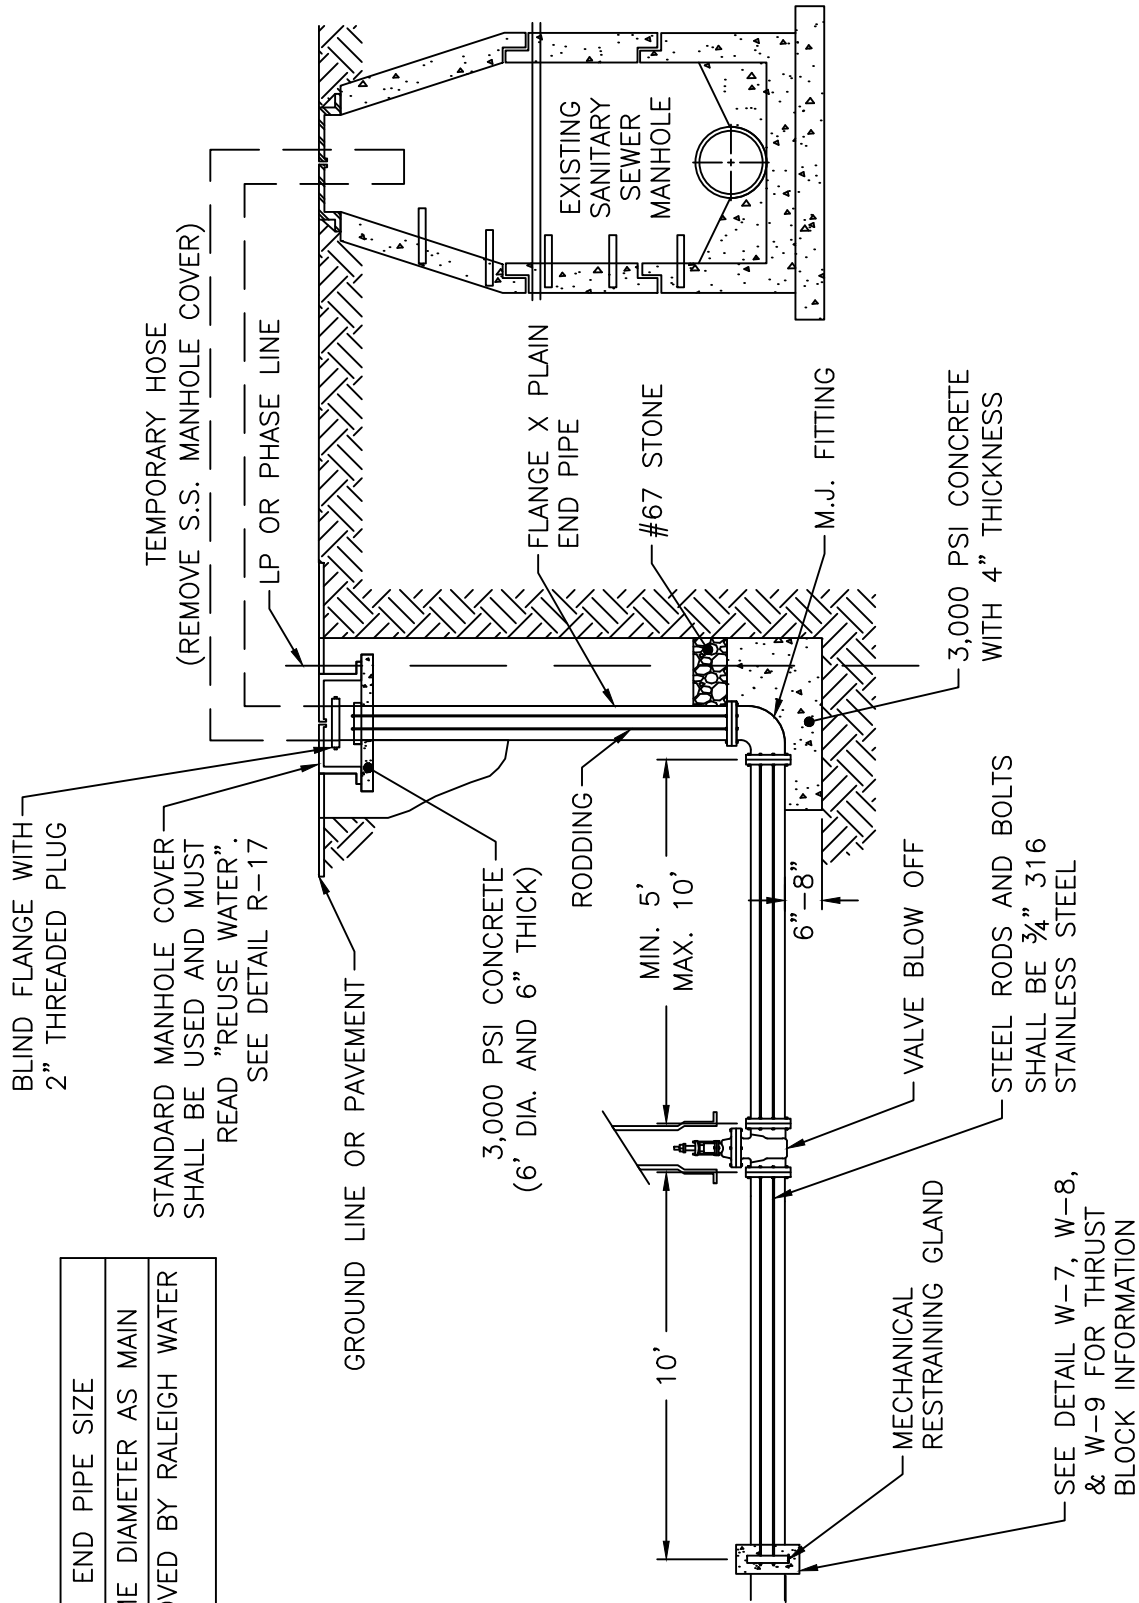 END PIPE SIZE
DIAMETER AS MAIN
BY RALEIGH WATER
BLIND FLANGE WITH
2" THREADED PLUG
STANDARD MANHOLE COVER
SHALL BE USED AND MUST
READ "REUSE WATER".
SEE DETAIL R-17
GROUND LINE OR PAVEMENT
TEMPORARY HOSE
(REMOVE S.S. MANHOLE COVER)
LP OR PHASE LINE
EXISTING
SANITARY
SEWER
MANHOLE
FLANGE X PLAIN
END PIPE
#67 STONE
M.J. FITTING
3,000 PSI CONCRETE
WITH 4" THICKNESS
3,000 PSI CONCRETE
(6' DIA. AND 6" THICK)
RODDING
MIN. 5'
MAX. 10'
6"-8"
10'
VALVE BLOW OFF
STEEL RODS AND BOLTS
SHALL BE ¾" 316
STAINLESS STEEL
MECHANICAL
RESTRAINING GLAND
SEE DETAIL W-7, W-8,
& W-9 FOR THRUST
BLOCK INFORMATION